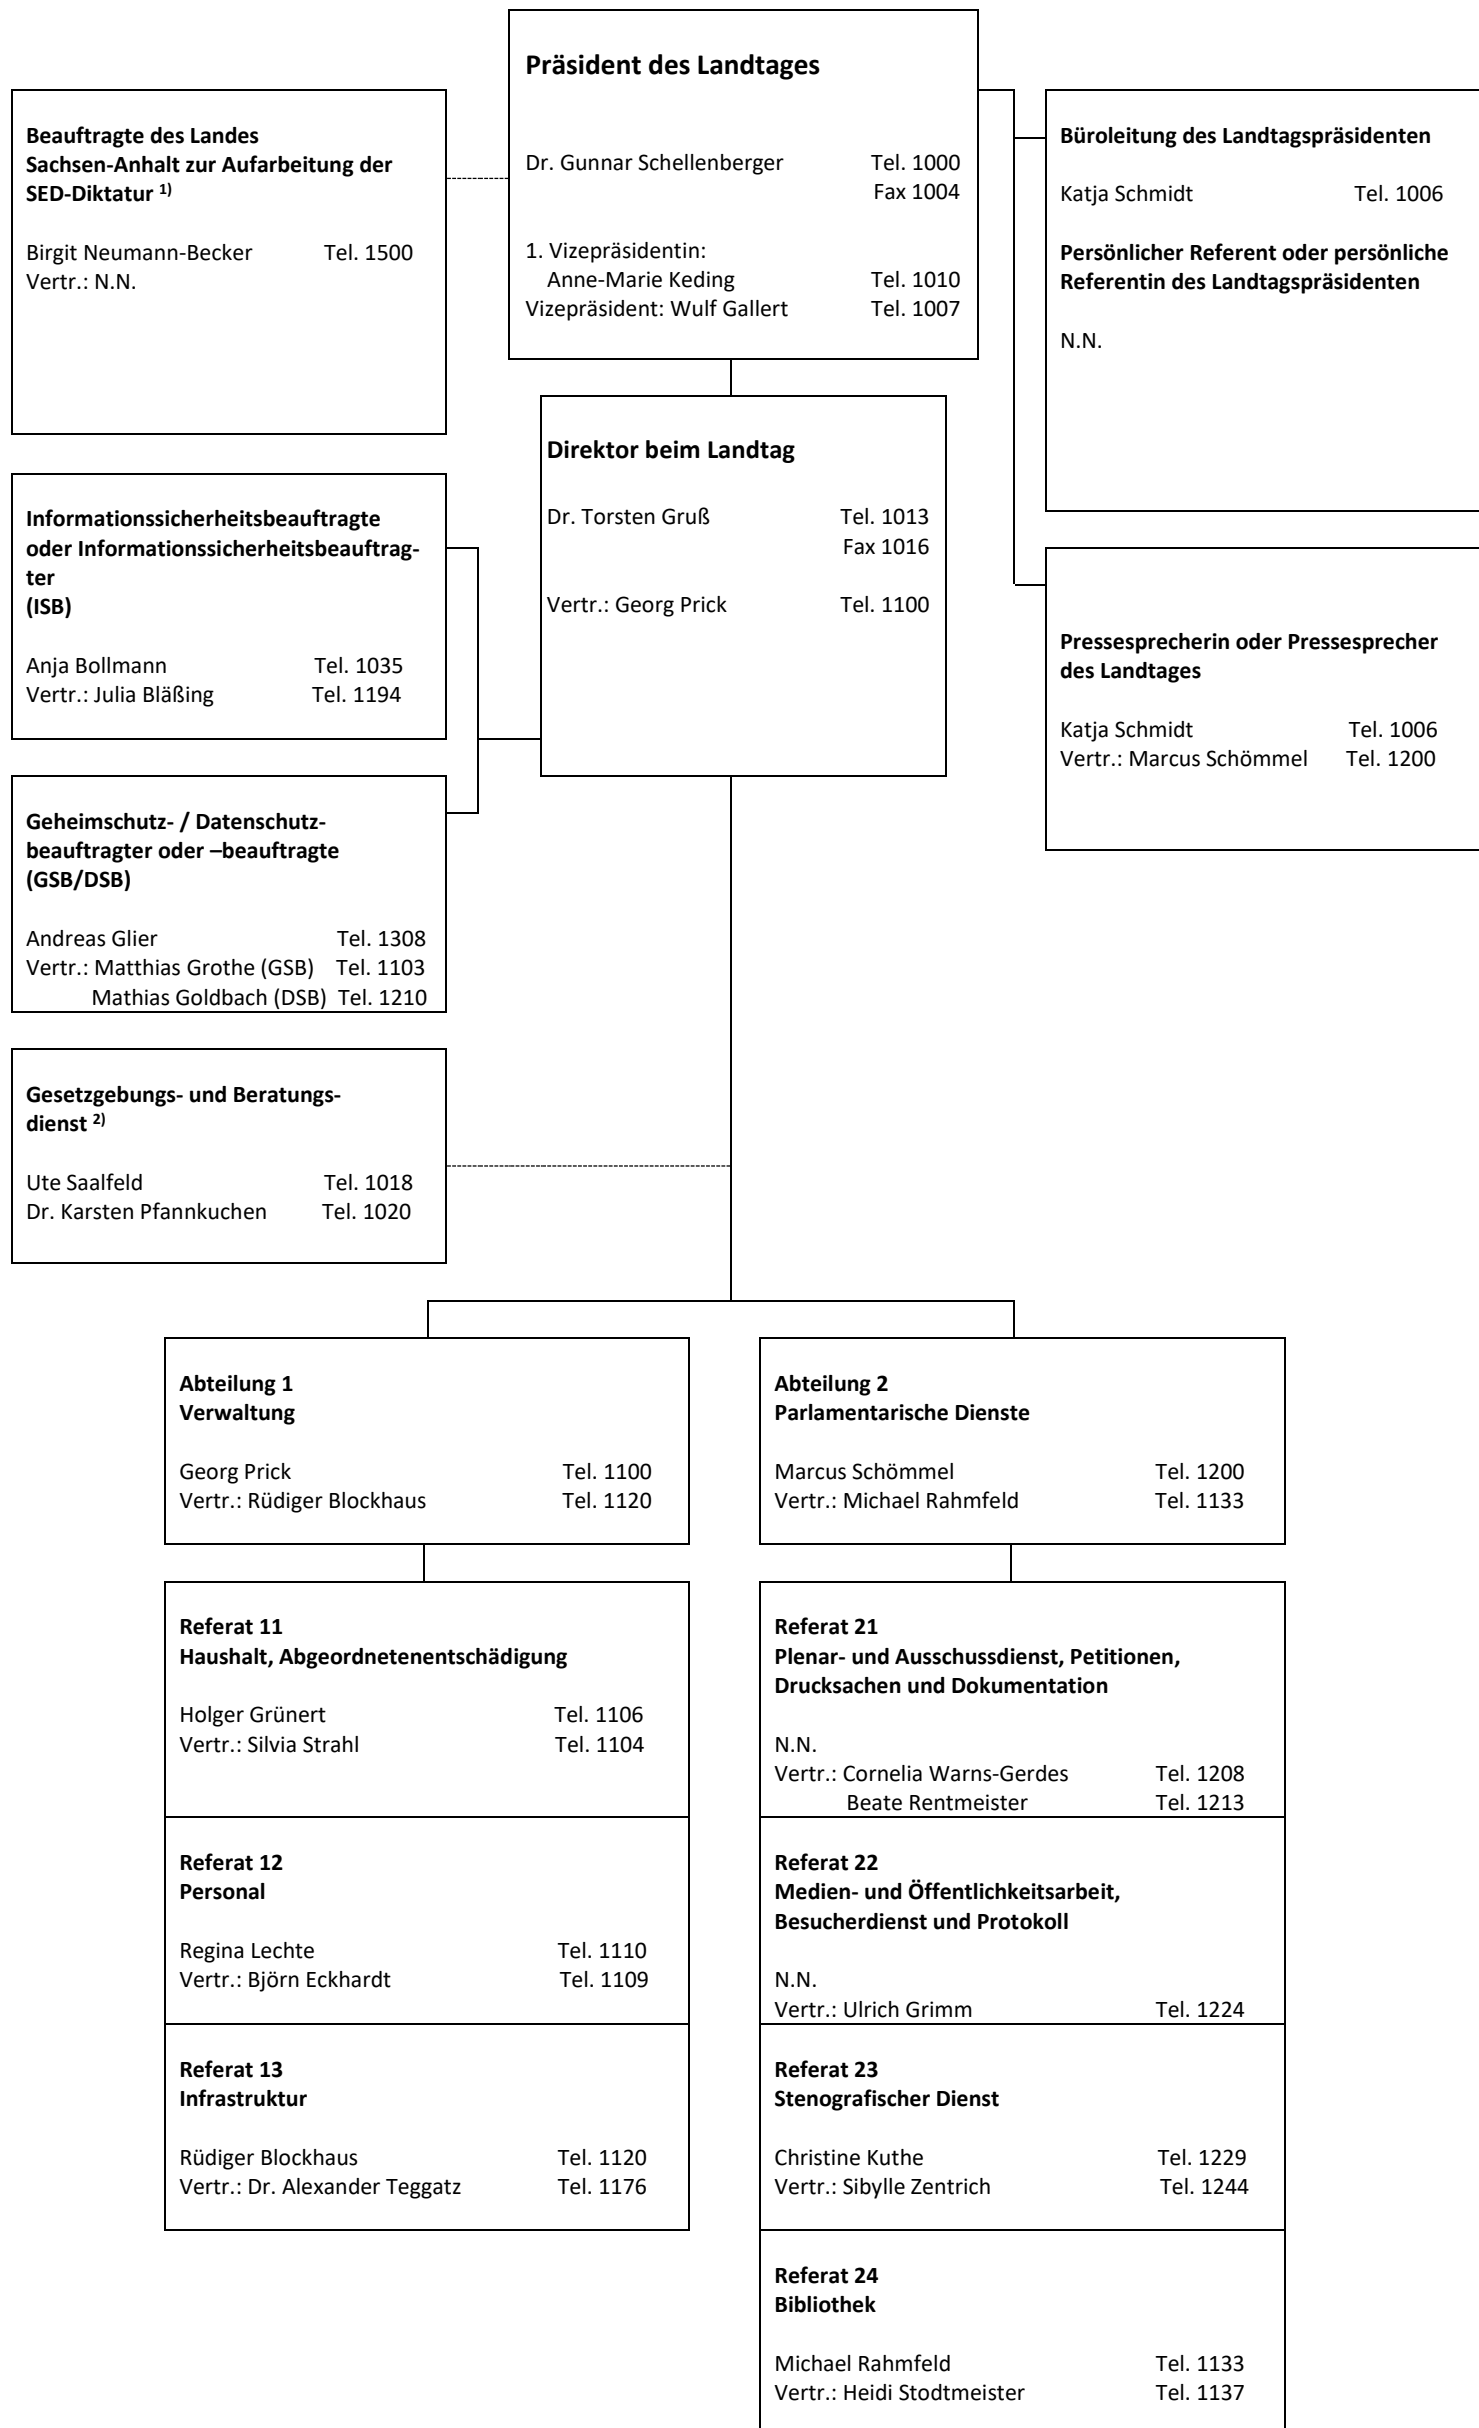 Präsident des Landtages
Dr. Gunnar Schellenberger Tel. 1000
Fax 1004
1. Vizepräsidentin:
Anne-Marie Keding Tel. 1010
Vizepräsident: Wulf Gallert Tel. 1007
Beauftragte des Landes
Sachsen-Anhalt zur Aufarbeitung der
SED-Diktatur 1)
Birgit Neumann-Becker Tel. 1500
Vertr.: N.N.
Büroleitung des Landtagspräsidenten
Katja Schmidt Tel. 1006
Persönlicher Referent oder persönliche
Referentin des Landtagspräsidenten
N.N.
Direktor beim Landtag
Dr. Torsten Gruß Tel. 1013
Fax 1016
Vertr.: Georg Prick Tel. 1100
Informationssicherheitsbeauftragte
oder Informationssicherheitsbeauftrag-
ter
(ISB)
Anja Bollmann Tel. 1035
Vertr.: Julia Bläßing Tel. 1194
Pressesprecherin oder Pressesprecher
des Landtages
Katja Schmidt Tel. 1006
Vertr.: Marcus Schömmel Tel. 1200
Geheimschutz- / Datenschutz-
beauftragter oder –beauftragte
(GSB/DSB)
Andreas Glier Tel. 1308
Vertr.: Matthias Grothe (GSB) Tel. 1103
Mathias Goldbach (DSB) Tel. 1210
Gesetzgebungs- und Beratungs-
dienst 2)
Ute Saalfeld Tel. 1018
Dr. Karsten Pfannkuchen Tel. 1020
Abteilung 1
Verwaltung
Georg Prick Tel. 1100
Vertr.: Rüdiger Blockhaus Tel. 1120
Referat 11
Haushalt, Abgeordnetenentschädigung
Holger Grünert Tel. 1106
Vertr.: Silvia Strahl Tel. 1104
Referat 12
Personal
Regina Lechte Tel. 1110
Vertr.: Björn Eckhardt Tel. 1109
Referat 13
Infrastruktur
Rüdiger Blockhaus Tel. 1120
Vertr.: Dr. Alexander Teggatz Tel. 1176
Abteilung 2
Parlamentarische Dienste
Marcus Schömmel Tel. 1200
Vertr.: Michael Rahmfeld Tel. 1133
Referat 21
Plenar- und Ausschussdienst, Petitionen,
Drucksachen und Dokumentation
N.N.
Vertr.: Cornelia Warns-Gerdes Tel. 1208
Beate Rentmeister Tel. 1213
Referat 22
Medien- und Öffentlichkeitsarbeit,
Besucherdienst und Protokoll
N.N.
Vertr.: Ulrich Grimm Tel. 1224
Referat 23
Stenografischer Dienst
Christine Kuthe Tel. 1229
Vertr.: Sibylle Zentrich Tel. 1244
Referat 24
Bibliothek
Michael Rahmfeld Tel. 1133
Vertr.: Heidi Stodtmeister Tel. 1137